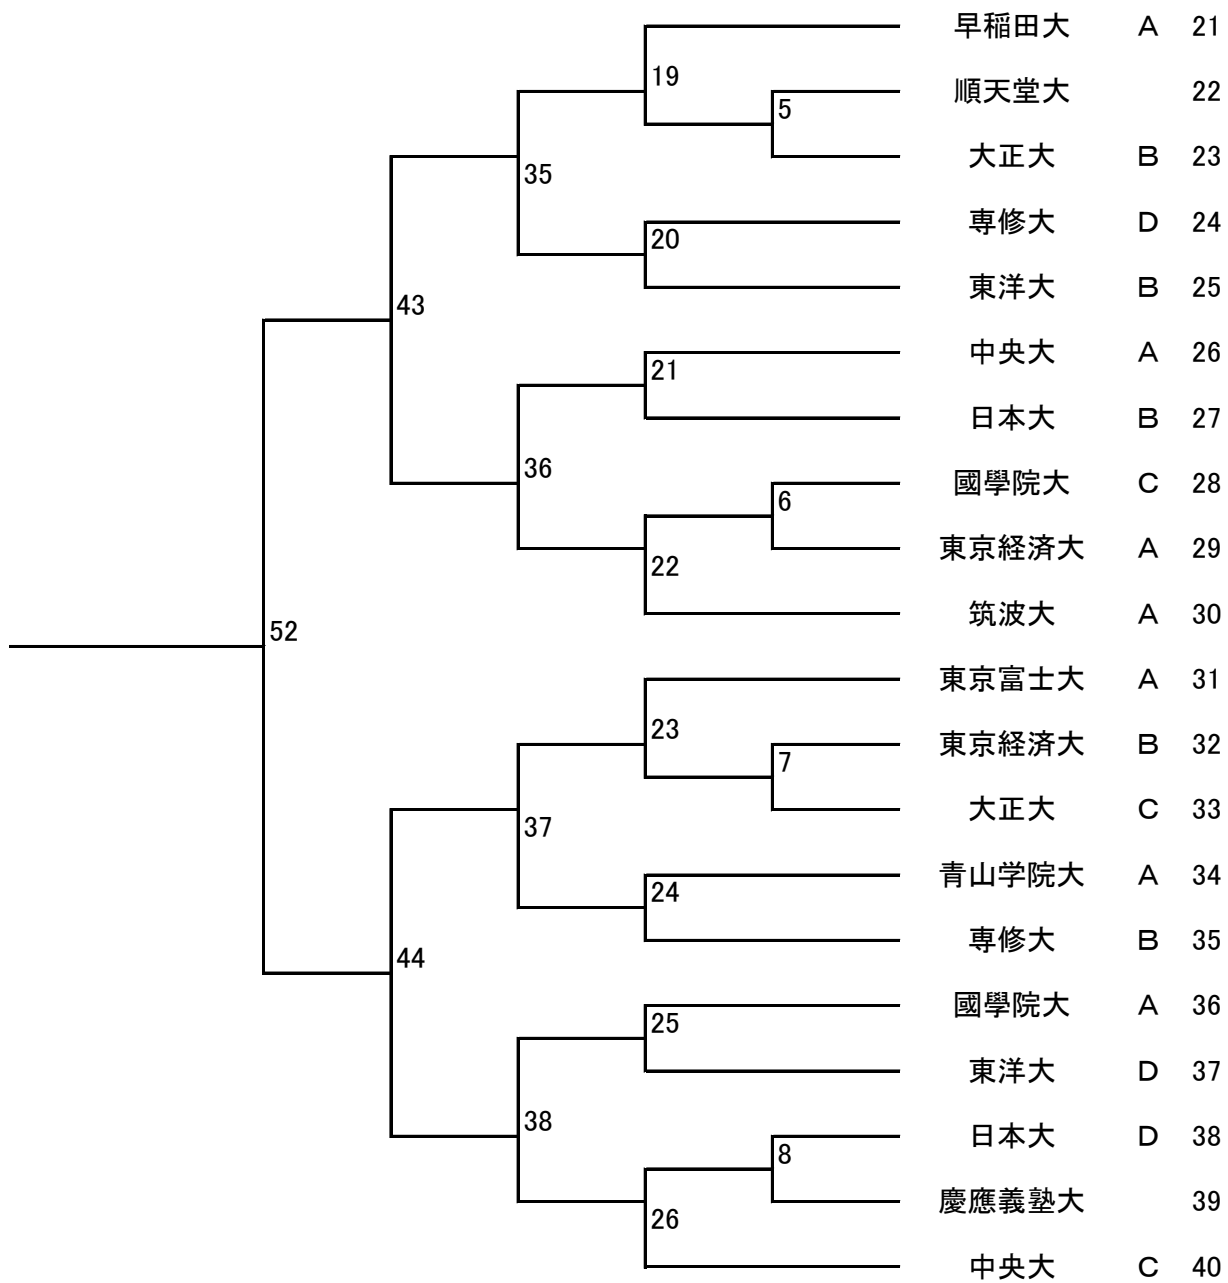 早稲田大 A 21
19
順天堂大 22
5
大正大 B 23
35
専修大 D 24
20
東洋大 B 25
43
中央大 A 26
21
日本大 B 27
36
國學院大 C 28
6
東京経済大 A 29
22
筑波大 A 30
52
東京富士大 A 31
23
東京経済大 B 32
7
大正大 C 33
37
青山学院大 A 34
24
専修大 B 35
44
國學院大 A 36
25
東洋大 D 37
38
日本大 D 38
8
慶應義塾大 39
26
中央大 C 40